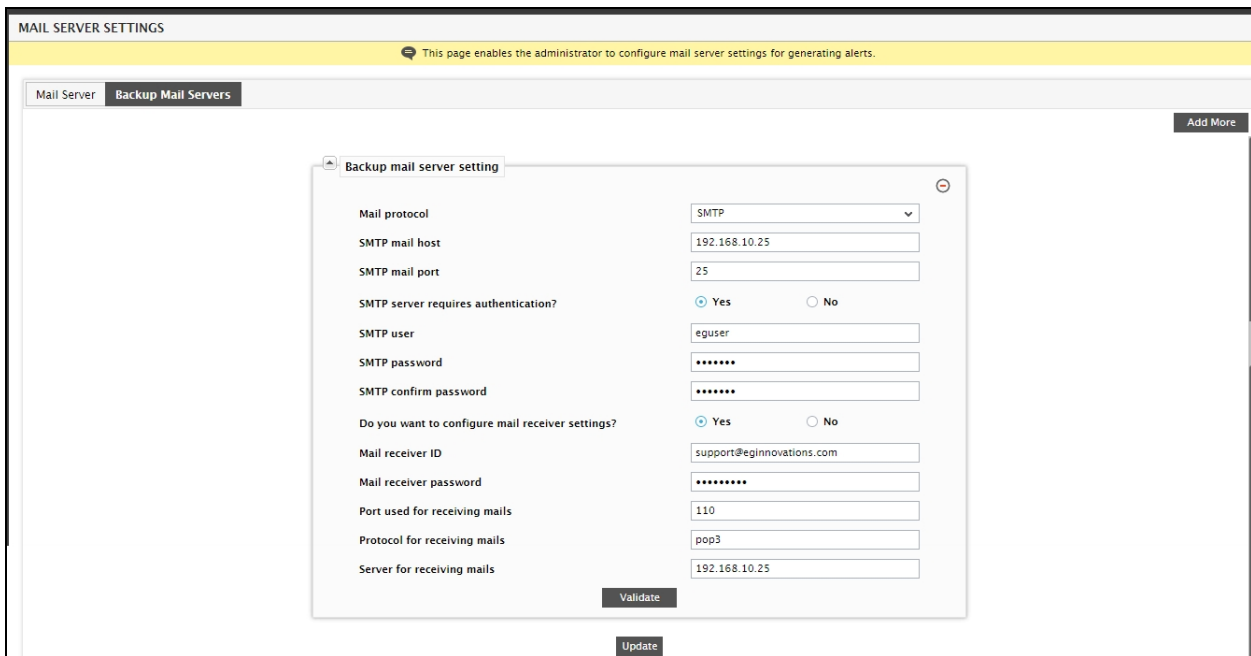 MAIL SERVER SETTINGS
This page enables the administrator to configure mail server settings for generating alerts.
Mail Server Backup Mail Servers
Add More
Backup mail server setting
Mail protocol SMTP
SMTP mail host 192.168.10.25
SMTP mail port 25
SMTP server requires authentication? Yes No
SMTP user eguser
SMTP password •••••••
SMTP confirm password •••••••
Do you want to configure mail receiver settings? Yes No
Mail receiver ID support@eginnovations.com
Mail receiver password •••••••••
Port used for receiving mails 110
Protocol for receiving mails pop3
Server for receiving mails 192.168.10.25
Validate
Update